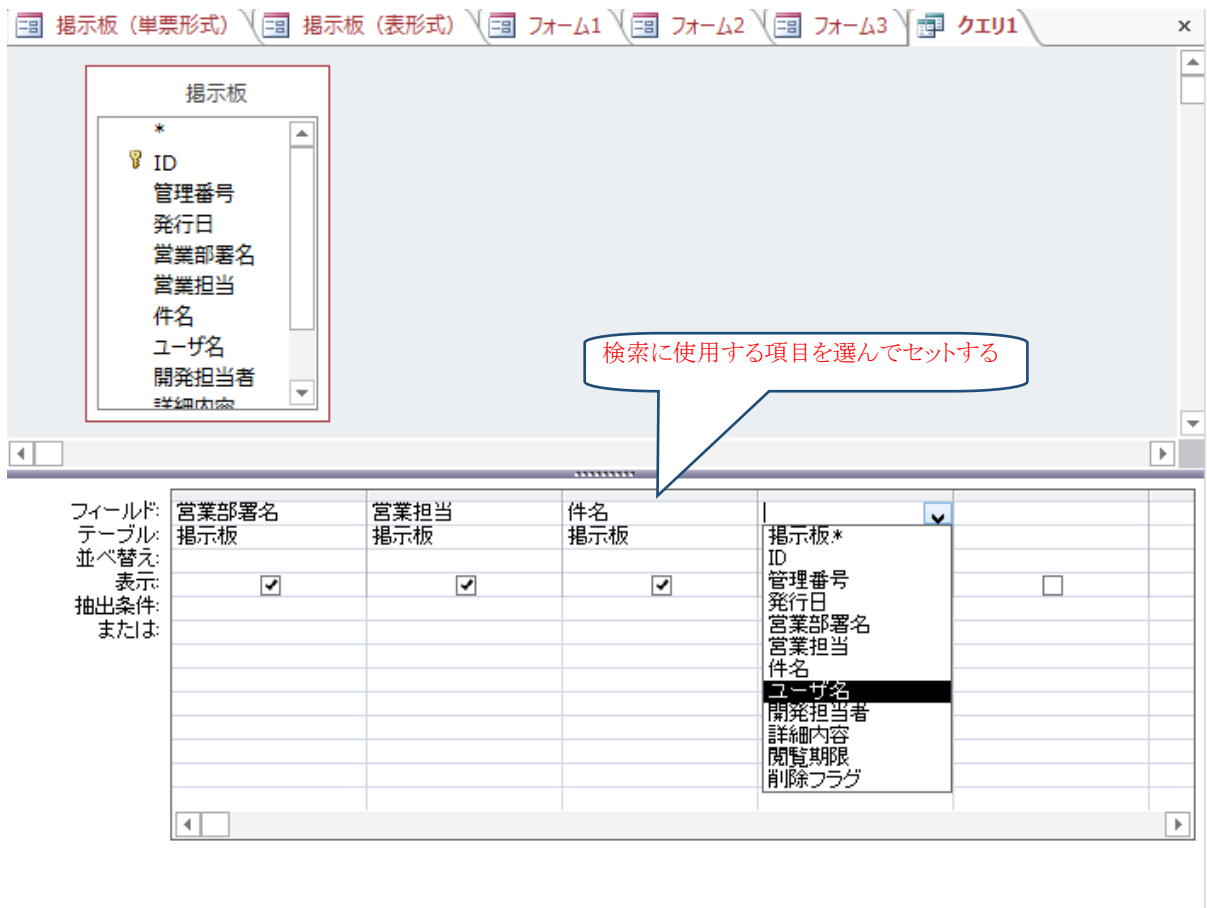 掲示板（単票形式） 掲示板（表形式） フォーム1 フォーム2 フォーム3 クエリ1
掲示板
*
ID
管理番号
発行日
営業部署名
営業担当
件名
ユーザ名
開発担当者
詳細内容
検索に使用する項目を選んでセットする
フィールド: 営業部署名 営業担当 件名
テーブル: 掲示板 掲示板 掲示板
並べ替え:
表示:
抽出条件:
または:
掲示板.*
ID
管理番号
発行日
営業部署名
営業担当
件名
ユーザ名
開発担当者
詳細内容
閲覧期限
削除フラグ